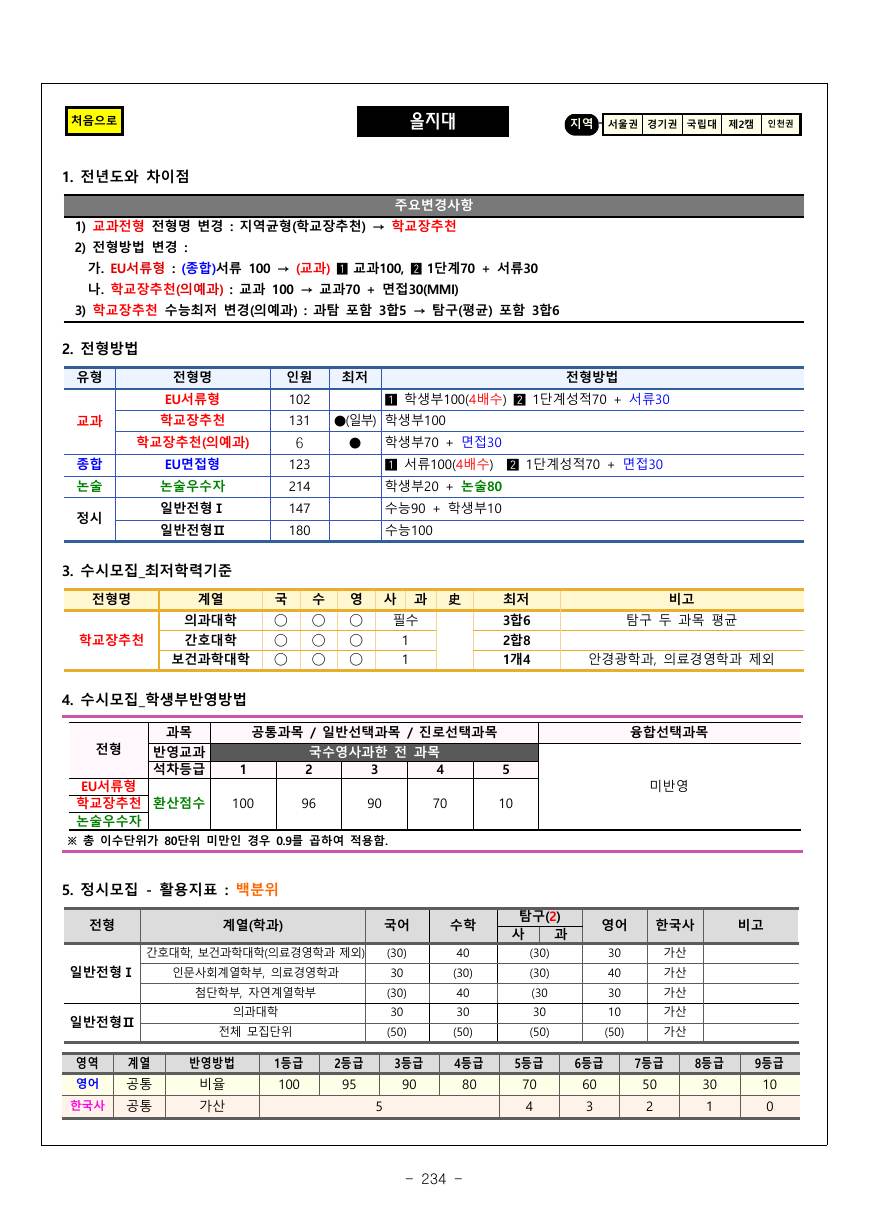 처음으로
을지대
지역 서울권 경기권 국립대 제2캠 인천권
1. 전년도와 차이점
주요변경사항
1) 교과전형 전형명 변경 : 지역균형(학교장추천) → 학교장추천
2) 전형방법 변경 :
가. EU서류형 : (종합)서류 100 → (교과) 1 교과100, 2 1단계70 + 서류30
나. 학교장추천(의예과) : 교과 100 → 교과70 + 면접30(MMI)
3) 학교장추천 수능최저 변경(의예과) : 과탐 포함 3합5 → 탐구(평균) 포함 3합6
2. 전형방법
유형 전형명 인원 최저 전형방법
교과 EU서류형 102 1 학생부100(4배수) 2 1단계성적70 + 서류30
학교장추천 131 ●(일부) 학생부100
학교장추천(의예과) 6 ● 학생부70 + 면접30
종합 EU면접형 123 1 서류100(4배수) 2 1단계성적70 + 면접30
논술 논술우수자 214 학생부20 + 논술80
정시 일반전형Ⅰ 147 수능90 + 학생부10
일반전형Ⅱ 180 수능100
3. 수시모집_최저학력기준
전형명 계열 국 수 영 사 과 史 최저 비고
학교장추천 의과대학 ○ ○ ○ 필수 3합6 탐구 두 과목 평균
간호대학 ○ ○ ○ 1 2합8
보건과학대학 ○ ○ ○ 1 1개4 안경광학과, 의료경영학과 제외
4. 수시모집_학생부반영방법
전형 과목 공통과목 / 일반선택과목 / 진로선택과목 융합선택과목
반영교과 국수영사과한 전 과목 미반영
석차등급 1 2 3 4 5
EU서류형
학교장추천 환산점수 100 96 90 70 10
논술우수자
※ 총 이수단위가 80단위 미만인 경우 0.9를 곱하여 적용함.
5. 정시모집 - 활용지표 : 백분위
전형 계열(학과) 국어 수학 탐구(2) 영어 한국사 비고
사 과
일반전형Ⅰ 간호대학, 보건과학대학(의료경영학과 제외) (30) 40 (30) 30 가산
인문사회계열학부, 의료경영학과 30 (30) (30) 40 가산
첨단학부, 자연계열학부 (30) 40 (30 30 가산
일반전형Ⅱ 의과대학 30 30 30 10 가산
전체 모집단위 (50) (50) (50) (50) 가산
영역 계열 반영방법 1등급 2등급 3등급 4등급 5등급 6등급 7등급 8등급 9등급
영어 공통 비율 100 95 90 80 70 60 50 30 10
한국사 공통 가산 5 4 3 2 1 0
- 234 -